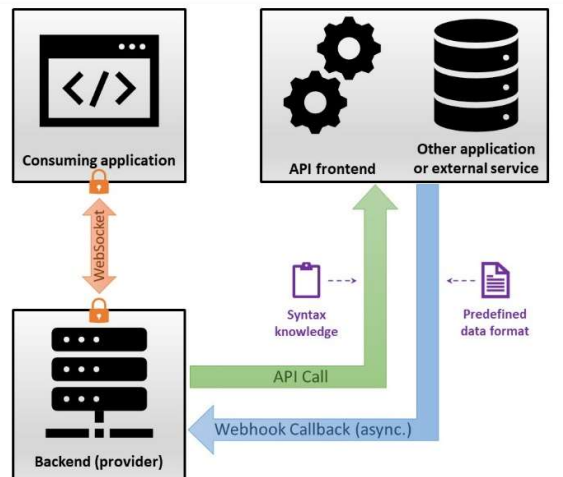 </>
Consuming application
API frontend
Other application
or external service
WebSocket
Syntax
knowledge
Predefined
data format
API Call
Webhook Callback (async.)
Backend (provider)